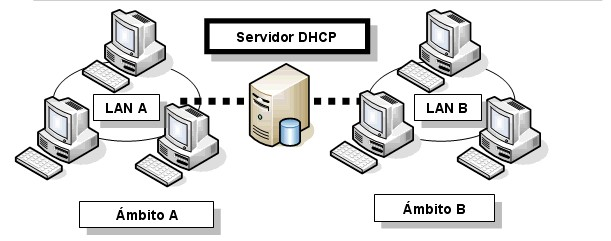 Servidor DHCP
LAN A
LAN B
Ámbito A
Ámbito B